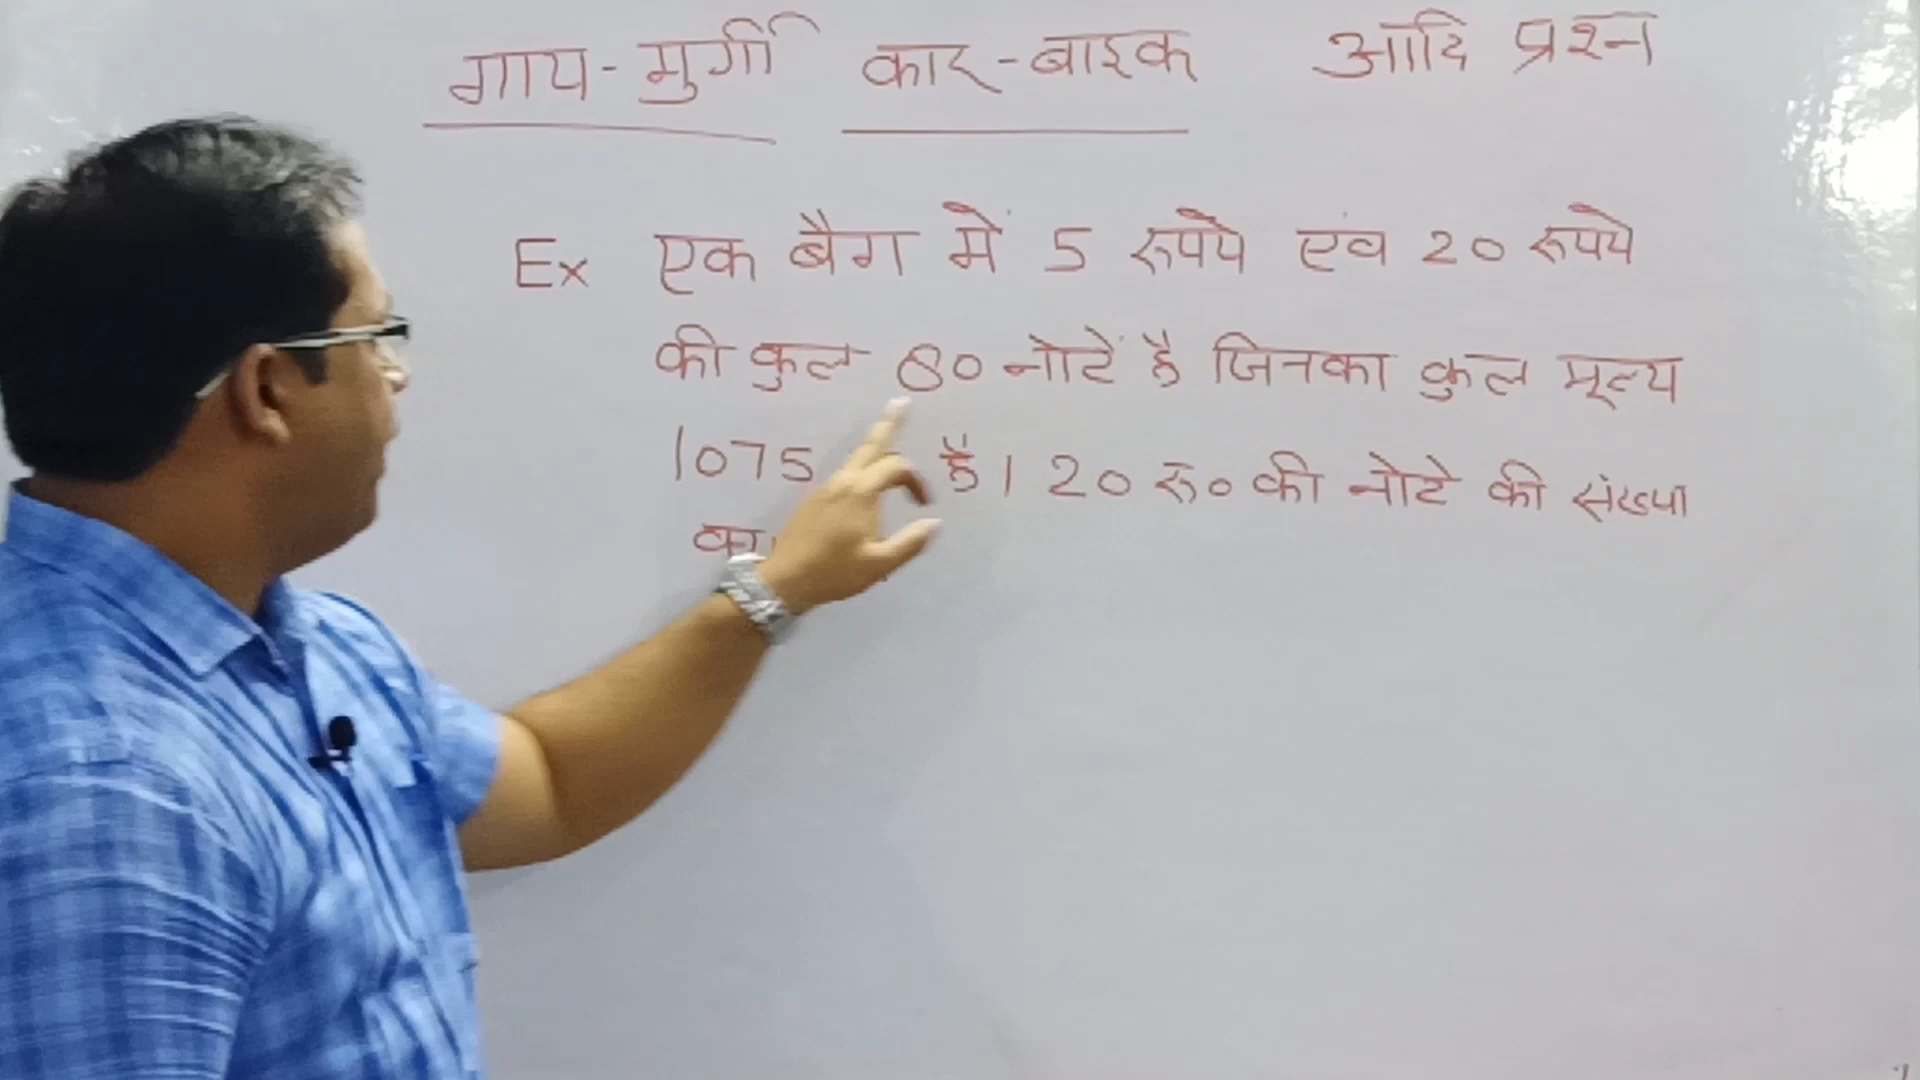 गाय-मुर्गी कार-बाइक आदि प्रश्न
Ex एक बैग में 5 रूपये एवं 20 रूपये
की कुल 80 नोटें है जिनका कुल मूल्य
1075 है। 20 रु० की नोटे की संख्या